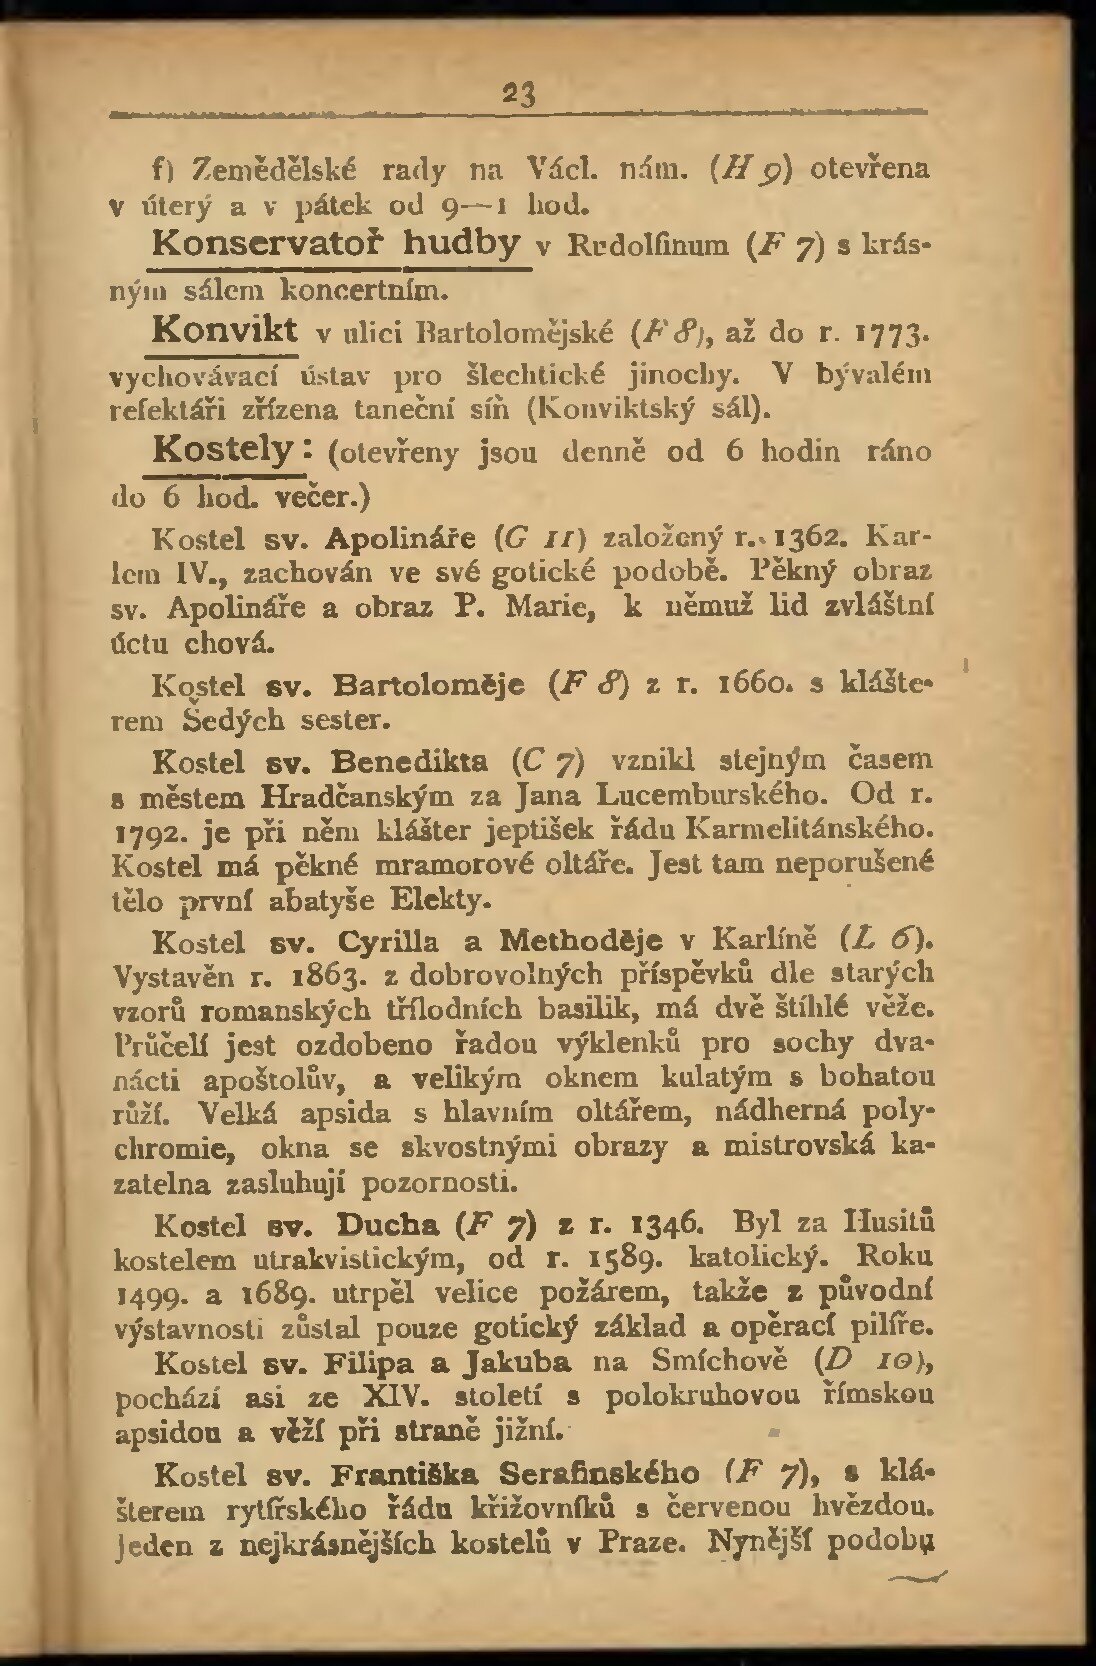 23
f) Zemědělské rady na Václ. nám. (H 9) otevřena
v úterý a v pátek od 9—1 hod.
Konservatoř hudby v Rudolfinum (F 7) s krás-
ným sálem koncertním.
Konvikt v ulici Bartolomějské (F 8), až do r. 1773.
vychovávací ústav pro šlechtické jinochy. V bývalém
refektáři zřízena taneční síň (Konviktský sál).
Kostely: (otevřeny jsou denně od 6 hodin ráno
do 6 hod. večer.)
Kostel sv. Apolináře (G 11) založený r. 1362. Kar-
lem IV., zachován ve své gotické podobě. Pěkný obraz
sv. Apolináře a obraz P. Marie, k němuž lid zvláštní
úctu chová.
Kostel sv. Bartoloměje (F 8) z r. 1660. s klášte-
rem Šedých sester.
Kostel sv. Benedikta (C 7) vznikl stejným časem
s městem Hradčanským za Jana Lucemburského. Od r.
1792. je při něm klášter jeptišek řádu Karmelitánského.
Kostel má pěkné mramorové oltáře. Jest tam neporušené
tělo první abatyše Elekty.
Kostel sv. Cyrilla a Methoděje v Karlíně (L 6).
Vystavěn r. 1863. z dobrovolných příspěvků dle starých
vzorů romanských třílodních basilik, má dvě štíhlé věže.
Průčelí jest ozdobeno řadou výklenků pro sochy dva-
nácti apoštolův, a velikým oknem kulatým s bohatou
růží. Velká apsida s hlavním oltářem, nádherná poly-
chromie, okna se skvostnými obrazy a mistrovská ka-
zatelna zasluhují pozornosti.
Kostel sv. Ducha (F 7) z r. 1346. Byl za Husitů
kostelem utrakvistickým, od r. 1589. katolický. Roku
1499. a 1689. utrpěl velice požárem, takže z původní
výstavnosti zůstal pouze gotický základ a opěrací pilíře.
Kostel sv. Filipa a Jakuba na Smíchově (D 10),
pochází asi ze XIV. století s polokruhovou římskou
apsidou a věží při straně jižní.
Kostel sv. Františka Serafinského (F 7), s klá-
šterem rytířského řádu křižovníků s červenou hvězdou.
Jeden z nejkrásnějších kostelů v Praze. Nynější podobu